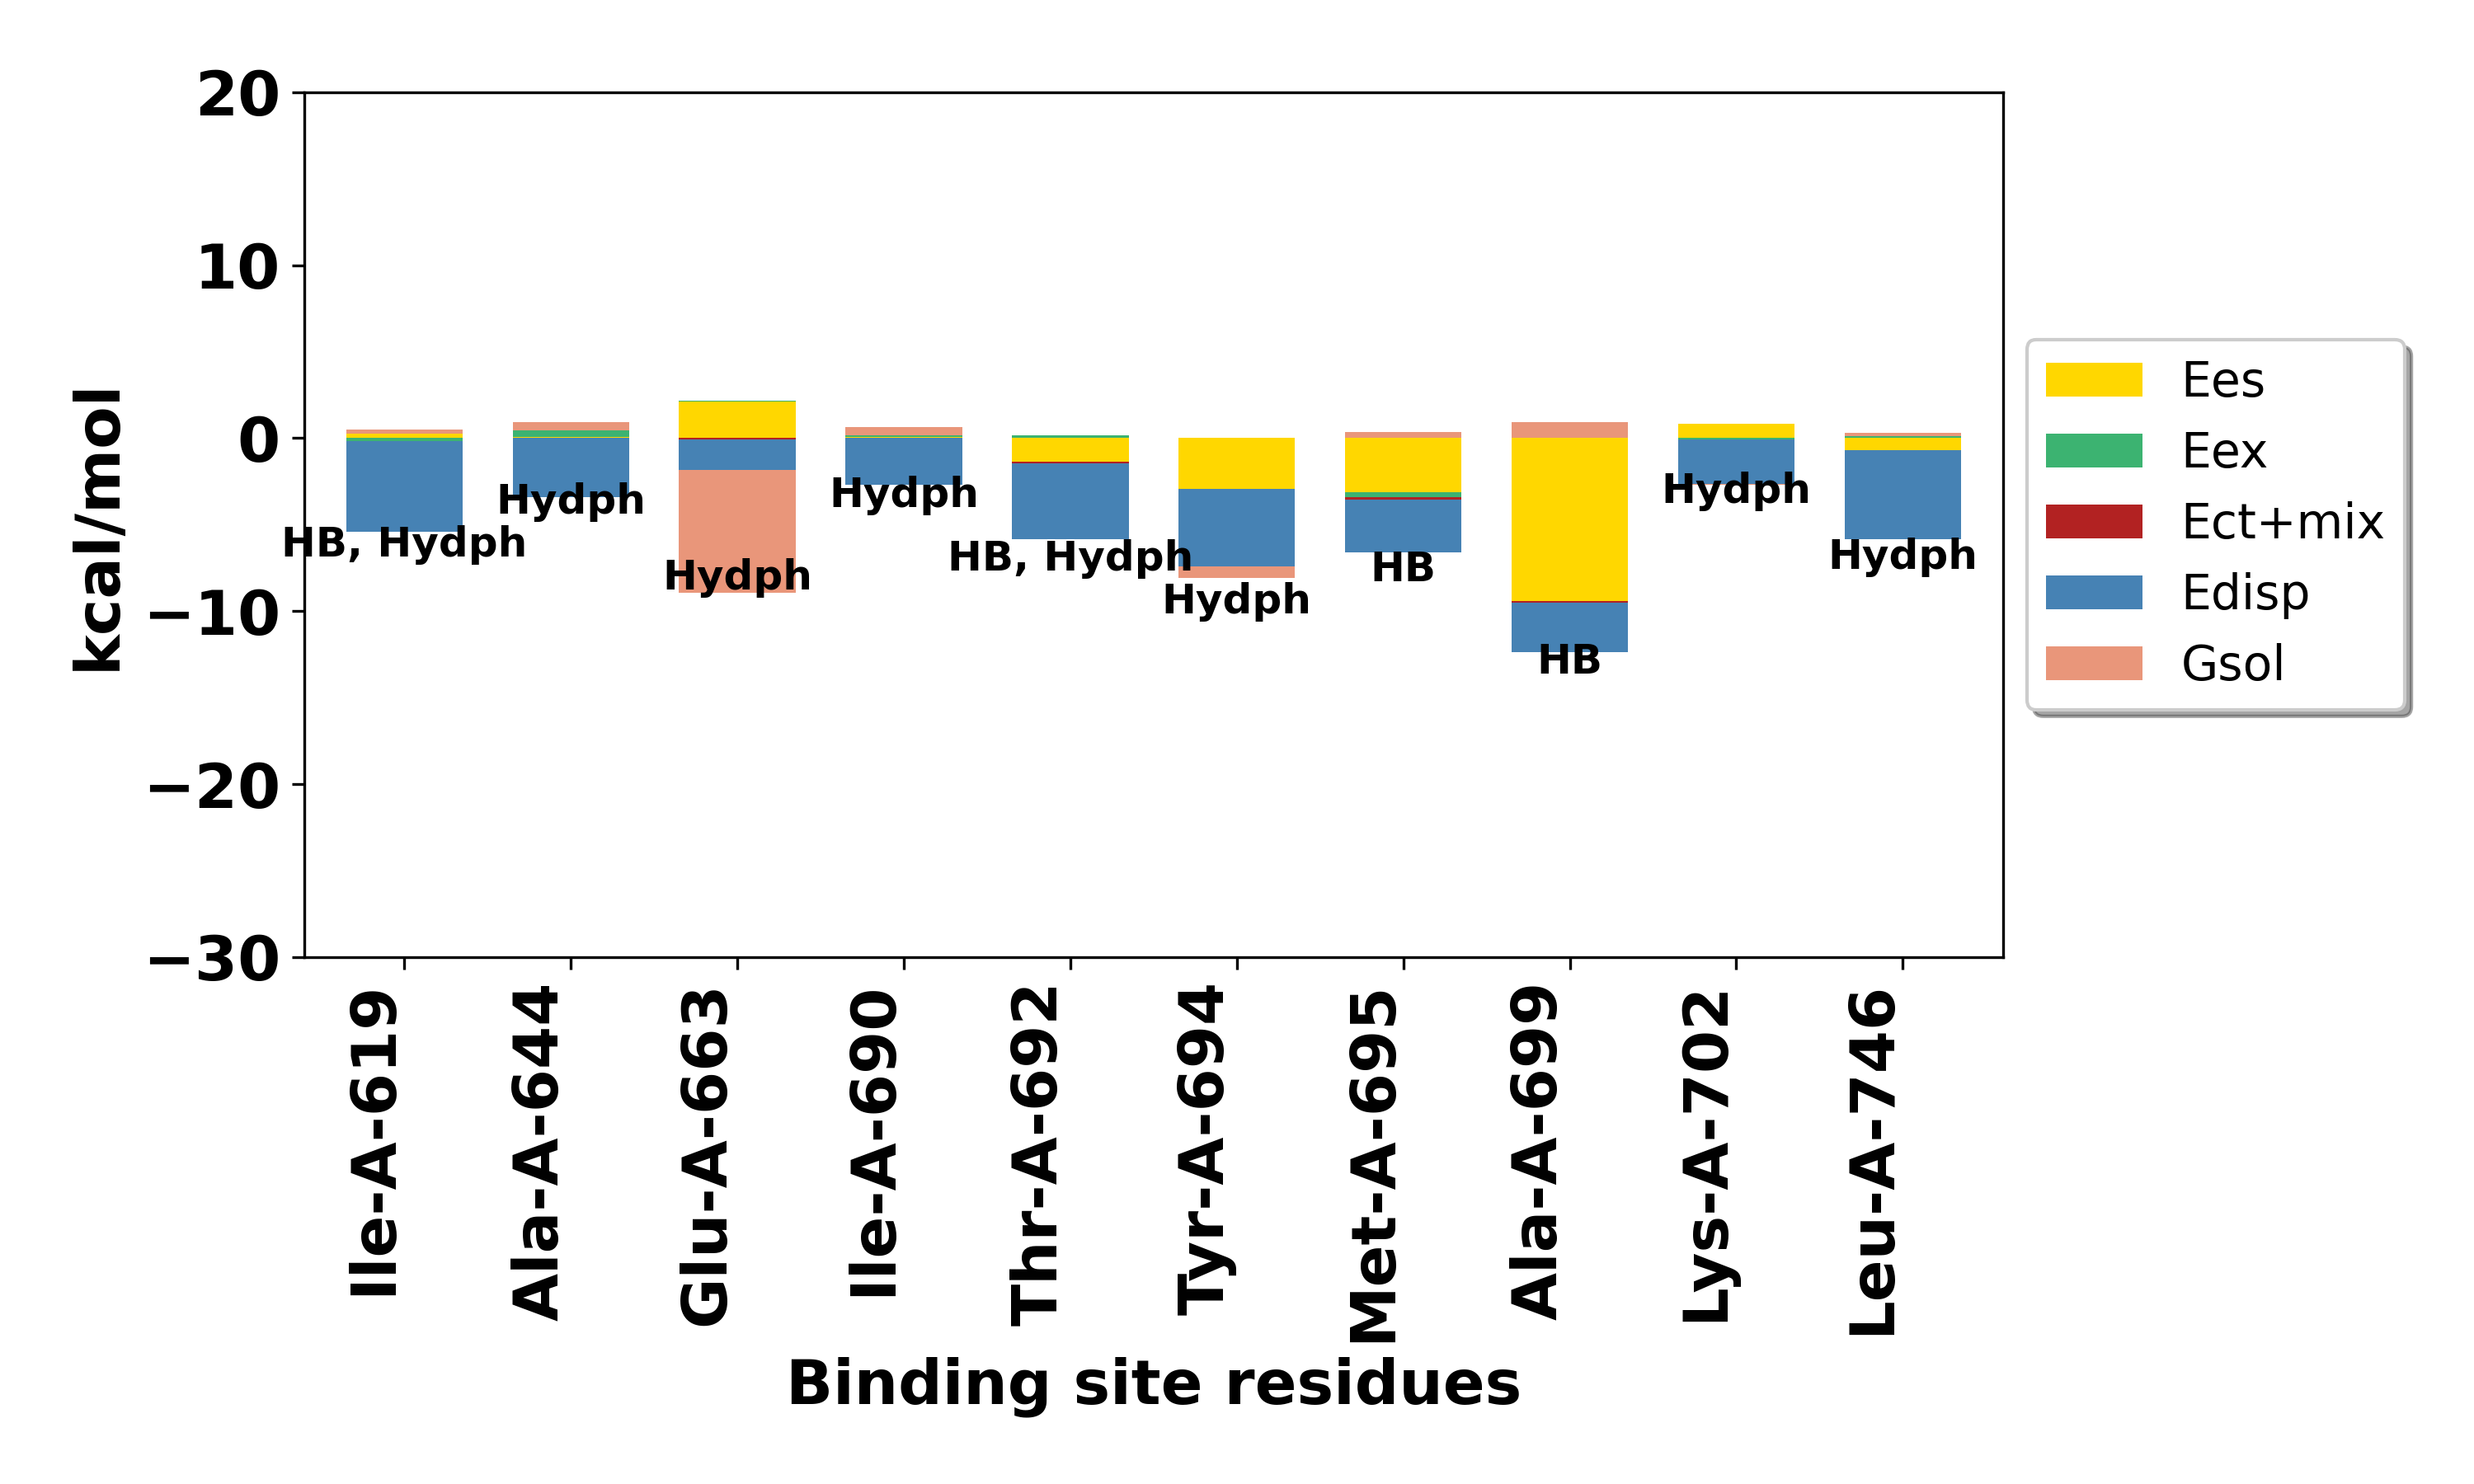 20
10
0
−10
−20
−30
kcal/mol
HB, Hydph
Hydph
Hydph
Hydph
HB, Hydph
Hydph
HB
HB
Hydph
Hydph
Ees
Eex
Ect+mix
Edisp
Gsol
Ile-A-619
Ala-A-644
Glu-A-663
Ile-A-690
Thr-A-692
Tyr-A-694
Met-A-695
Ala-A-699
Lys-A-702
Leu-A-746
Binding site residues